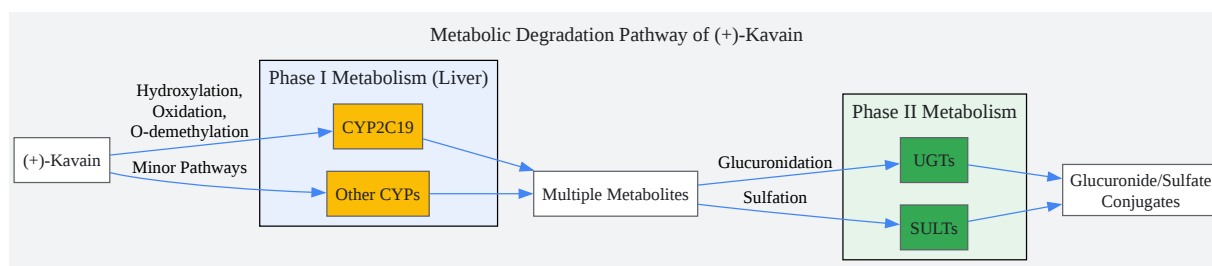 Metabolic Degradation Pathway of (+)-Kavain
Phase I Metabolism (Liver)
Hydroxylation,
Oxidation,
O-demethylation
CYP2C19
(+)-Kavain
Minor Pathways
Other CYPs
Multiple Metabolites
Phase II Metabolism
Glucuronidation
UGTs
Sulfation
SULTs
Glucuronide/Sulfate
Conjugates